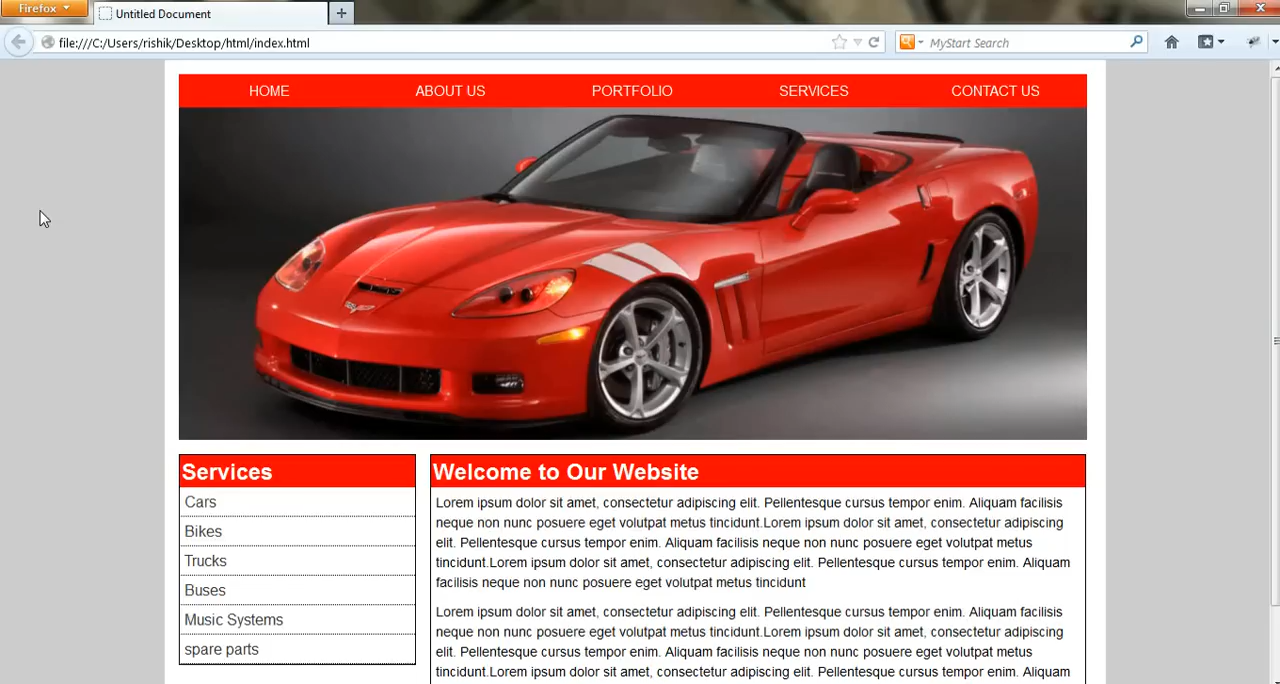 Firefox
Untitled Document
file:///C:/Users/rishik/Desktop/html/index.html
MyStart Search
HOME ABOUT US PORTFOLIO SERVICES CONTACT US
Services
Cars
Bikes
Trucks
Buses
Music Systems
spare parts
Welcome to Our Website
Lorem ipsum dolor sit amet, consectetur adipiscing elit. Pellentesque cursus tempor enim. Aliquam facilisis
neque non nunc posuere eget volutpat metus tincidunt.Lorem ipsum dolor sit amet, consectetur adipiscing
elit. Pellentesque cursus tempor enim. Aliquam facilisis neque non nunc posuere eget volutpat metus
tincidunt.Lorem ipsum dolor sit amet, consectetur adipiscing elit. Pellentesque cursus tempor enim. Aliquam
facilisis neque non nunc posuere eget volutpat metus tincidunt
Lorem ipsum dolor sit amet, consectetur adipiscing elit. Pellentesque cursus tempor enim. Aliquam facilisis
neque non nunc posuere eget volutpat metus tincidunt.Lorem ipsum dolor sit amet, consectetur adipiscing
elit. Pellentesque cursus tempor enim. Aliquam facilisis neque non nunc posuere eget volutpat metus
tincidunt.Lorem ipsum dolor sit amet, consectetur adipiscing elit. Pellentesque cursus tempor enim. Aliquam